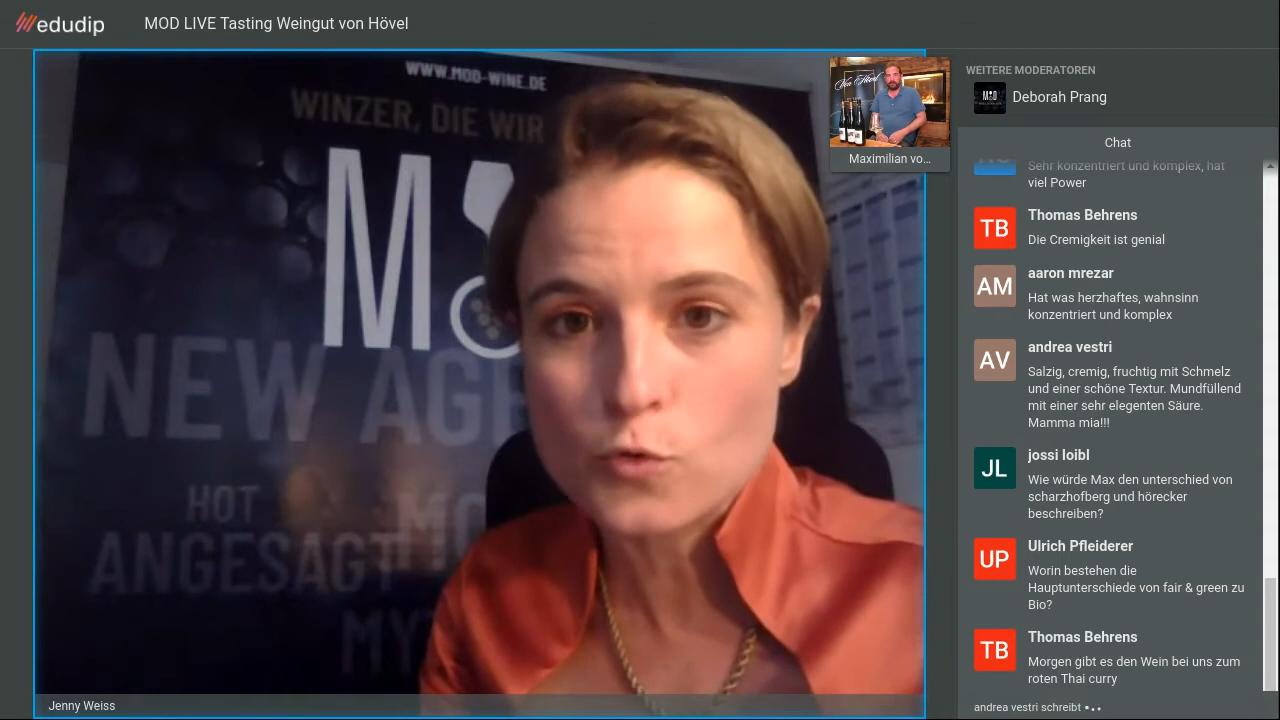 edudip
MOD LIVE Tasting Weingut von Hövel
WWW.MOD-WINE.DE
WINZER, DIE WIR
NEW AGE
HOT
ANGESAGT
MY
Maximilian vo...
Jenny Weiss
WEITERE MODERATOREN
MOD
Deborah Prang
Chat
Sehr konzentriert und komplex, hat
viel Power
TB
Thomas Behrens
Die Cremigkeit ist genial
AM
aaron mrezar
Hat was herzhaftes, wahnsinn
konzentriert und komplex
AV
andrea vestri
Salzig, cremig, fruchtig mit Schmelz
und einer schöne Textur. Mundfüllend
mit einer sehr elegenten Säure.
Mamma mia!!!
JL
jossi loibl
Wie würde Max den unterschied von
scharzhofberg und hörecker
beschreiben?
UP
Ulrich Pfleiderer
Worin bestehen die
Hauptunterschiede von fair & green zu
Bio?
TB
Thomas Behrens
Morgen gibt es den Wein bei uns zum
roten Thai curry
andrea vestri schreibt